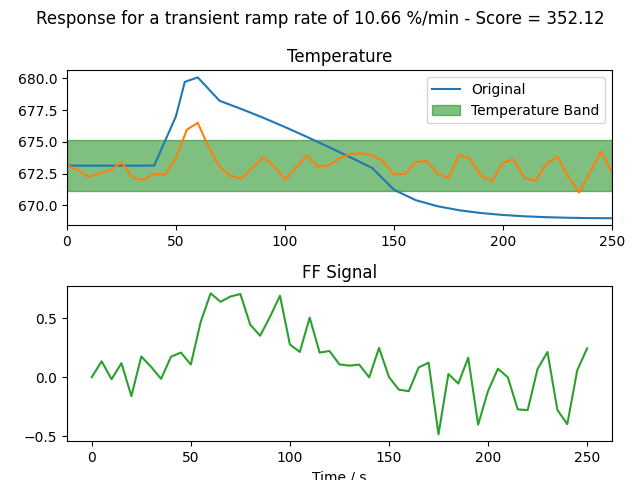 Response for a transient ramp rate of 10.66 %/min - Score = 352.12
Temperature
680.0
677.5
675.0
672.5
670.0
Original
Temperature Band
0 50 100 150 200 250
FF Signal
0.5
0.0
−0.5
0 50 100 150 200 250
Time / s